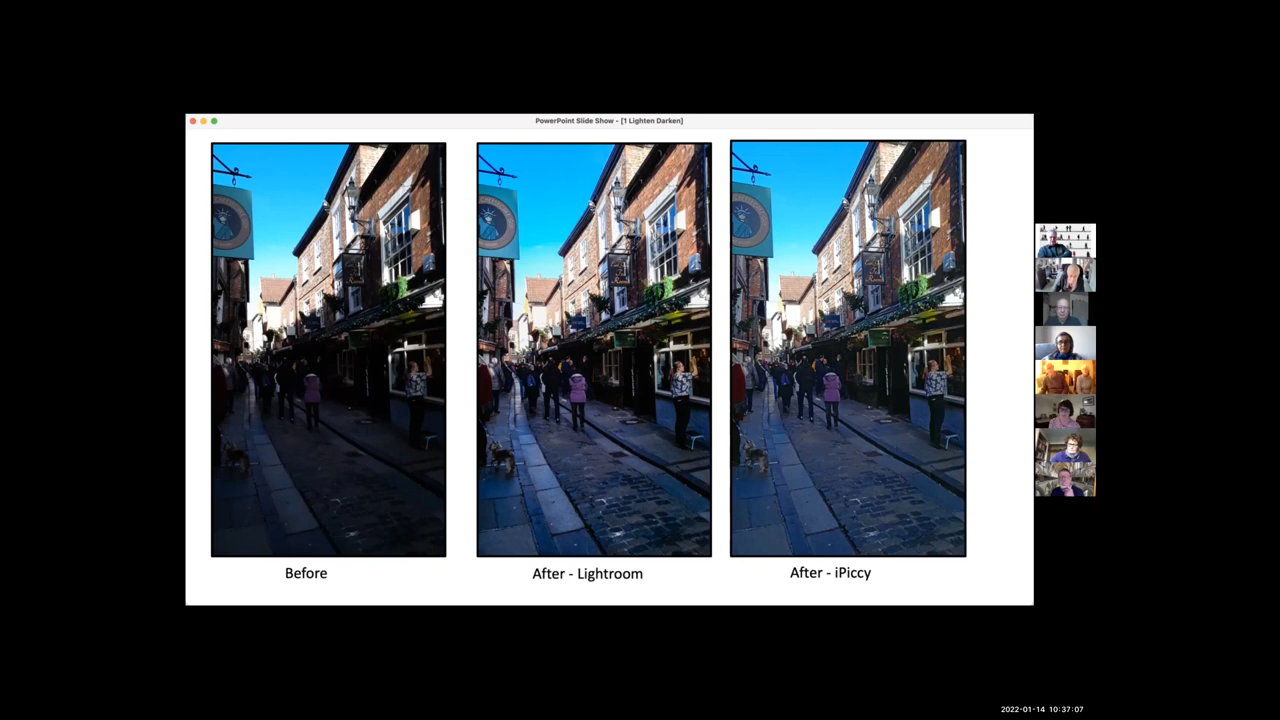 PowerPoint Slide Show - [1 Lighten Darken]
Before
After - Lightroom
After - iPiccy
2022-01-14 10:37:07